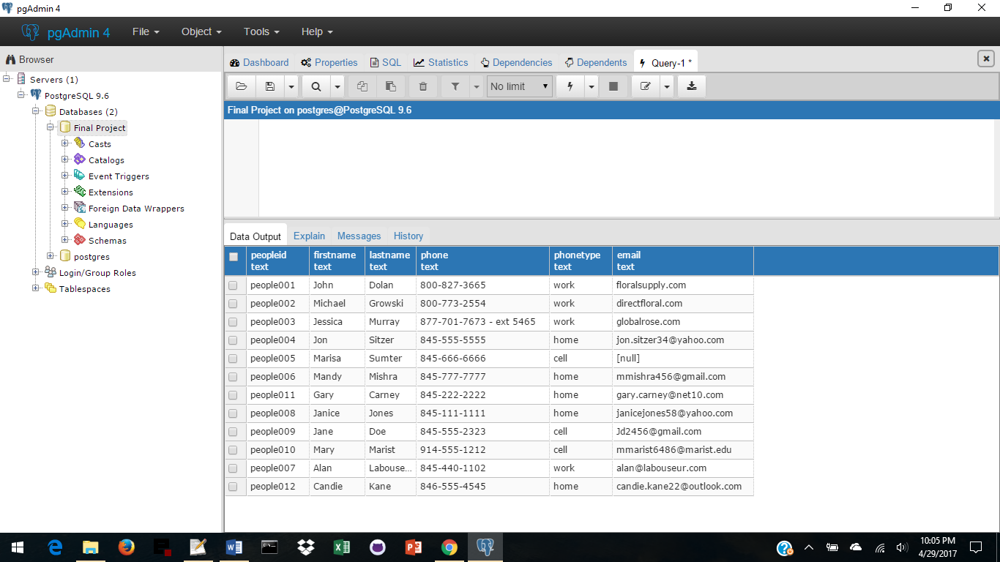 pgAdmin 4
pgAdmin 4 File Object Tools Help
Browser
Servers (1)
PostgreSQL 9.6
Databases (2)
Final Project
Casts
Catalogs
Event Triggers
Extensions
Foreign Data Wrappers
Languages
Schemas
postgres
Login/Group Roles
Tablespaces
Dashboard Properties SQL Statistics Dependencies Dependents Query-1 *
No limit
Final Project on postgres@PostgreSQL 9.6
Data Output Explain Messages History
peopleid firstname lastname phone phonetype email
text text text text text text
people001 John Dolan 800-827-3665 work floralsupply.com
people002 Michael Growski 800-773-2554 work directfloral.com
people003 Jessica Murray 877-701-7673 - ext 5465 work globalrose.com
people004 Jon Sitzer 845-555-5555 home jon.sitzer34@yahoo.com
people005 Marisa Sumter 845-666-6666 cell [null]
people006 Mandy Mishra 845-777-7777 home mmishra456@gmail.com
people011 Gary Carney 845-222-2222 home gary.carney@net10.com
people008 Janice Jones 845-111-1111 home janicejones58@yahoo.com
people009 Jane Doe 845-555-2323 cell Jd2456@gmail.com
people010 Mary Marist 914-555-1212 cell mmarist6486@marist.edu
people007 Alan Labouse... 845-440-1102 work alan@labouseur.com
people012 Candie Kane 846-555-4545 home candie.kane22@outlook.com
10:05 PM
4/29/2017